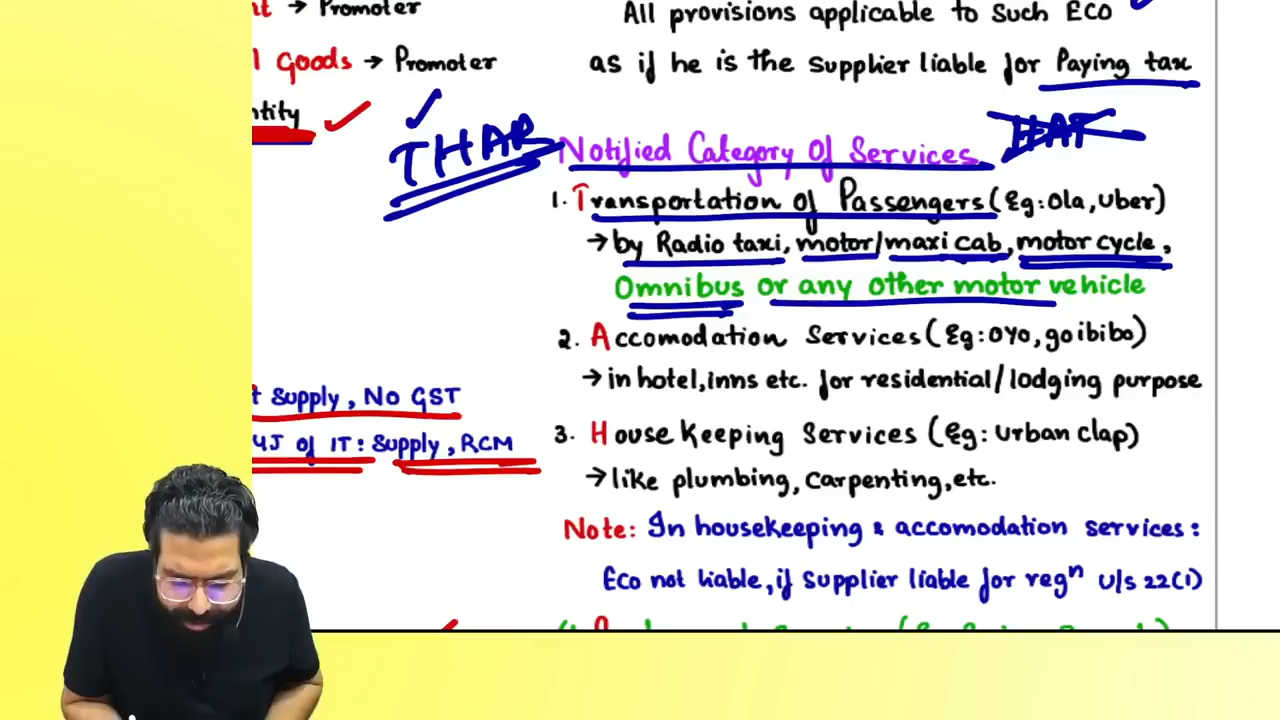 → Promoter
l Goods → Promoter
ntity
THAR
t Supply, No GST
of IT: Supply, RCM
All provisions applicable to Such ECO
as if he is the supplier liable for Paying tax
HAT
Notified Category Of Services
1. Transportation of Passengers (Eg: Ola, Uber)
→ by Radio taxi, motor/maxi cab, motor cycle,
Omnibus or any other motor vehicle
2. Accomodation Services (Eg: OYO, goibibo)
→ in hotel, inns etc. for residential/lodging purpose
3. House Keeping Services (Eg: Urban clap)
→ like plumbing, Carpenting, etc.
Note: In housekeeping & accomodation services:
Eco not liable, if supplier liable for regⁿ u/s 22(1)